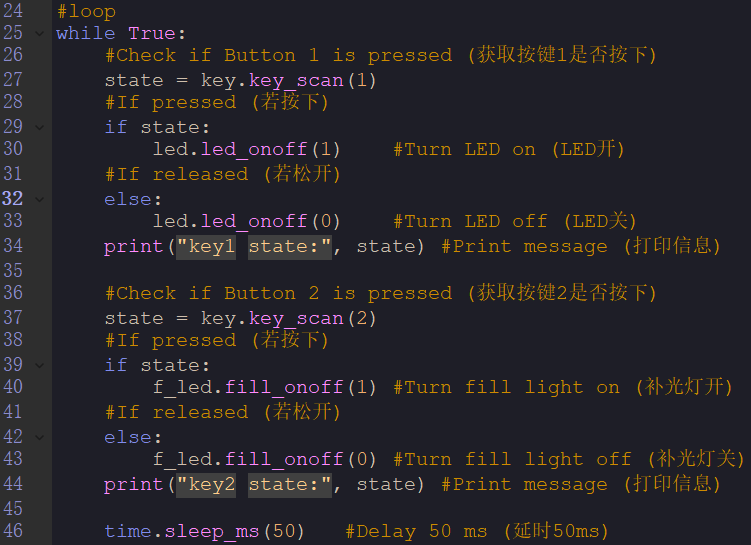 24 #loop
25 while True:
26 #Check if Button 1 is pressed (获取按键1是否按下)
27 state = key.key_scan(1)
28 #If pressed (若按下)
29 if state:
30 led.led_onoff(1) #Turn LED on (LED开)
31 #If released (若松开)
32 else:
33 led.led_onoff(0) #Turn LED off (LED关)
34 print("key1 state:", state) #Print message (打印信息)
35
36 #Check if Button 2 is pressed (获取按键2是否按下)
37 state = key.key_scan(2)
38 #If pressed (若按下)
39 if state:
40 f_led.fill_onoff(1) #Turn fill light on (补光灯开)
41 #If released (若松开)
42 else:
43 f_led.fill_onoff(0) #Turn fill light off (补光灯关)
44 print("key2 state:", state) #Print message (打印信息)
45
46 time.sleep_ms(50) #Delay 50 ms (延时50ms)